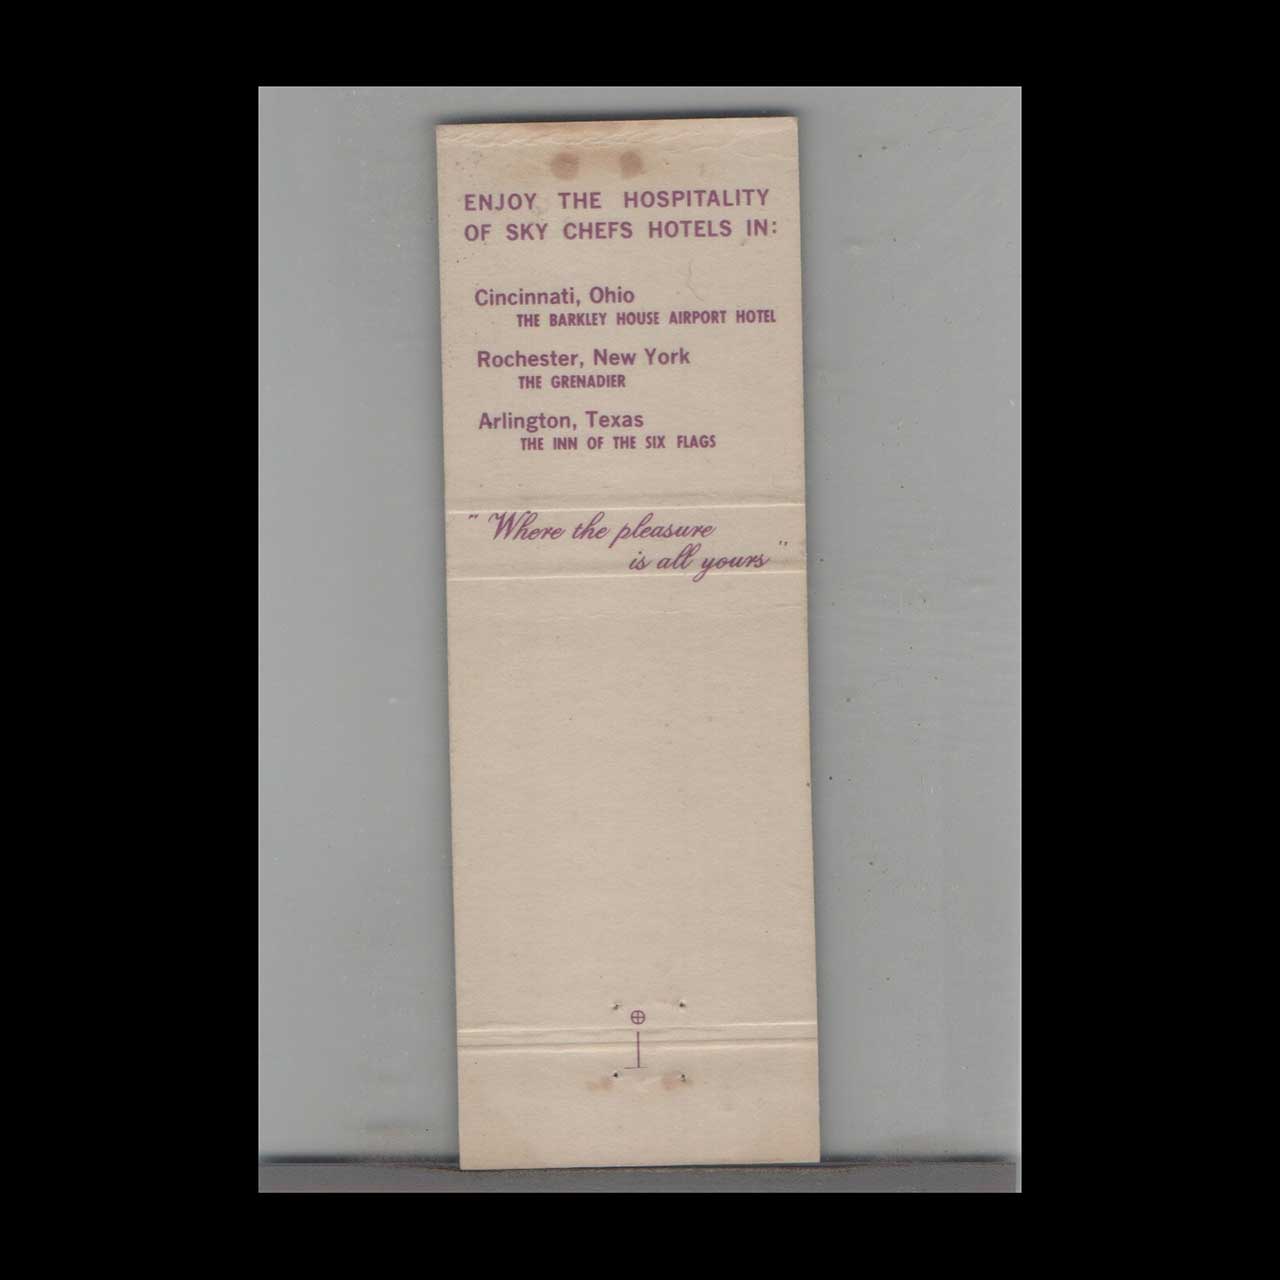 ENJOY THE HOSPITALITY
OF SKY CHEFS HOTELS IN:
Cincinnati, Ohio
THE BARKLEY HOUSE AIRPORT HOTEL
Rochester, New York
THE GRENADIER
Arlington, Texas
THE INN OF THE SIX FLAGS
"Where the pleasure
is all yours"